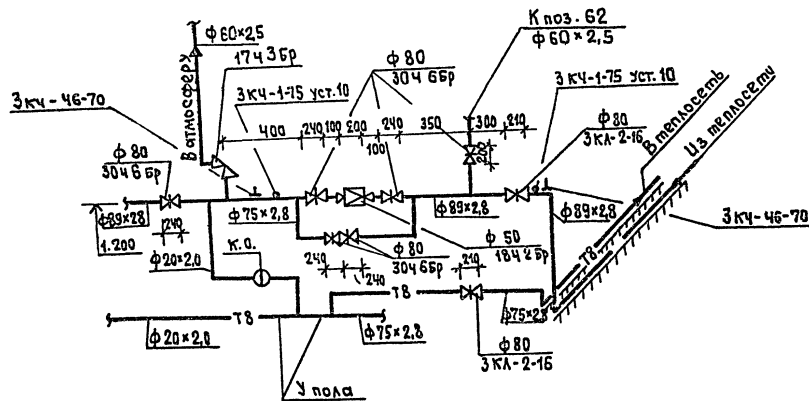 ф60×2,5
17ч3бр
В атмосферу
3кч-46-70
3кч-1-75 уст.10
ф80
30ч6бр
К поз. 62
ф60×2,5
3кч-1-75 уст.10
ф80
3КЛ-2-16
В теплосеть
Из теплосети
400
240
100
200
240
350
300
210
100
200
ф80
30ч6бр
ф89×28
1.200
240
ф75×2,8
ф89×2,8
ф89×2,8
3кч-46-70
ф20×2,0
К.О.
ф80
30ч6бр
ф50
18ч2бр
240
240
210
Т8
Т8
ф75×28
ф20×2,0
Т8
ф75×2,8
ф80
3КЛ-2-16
У пола